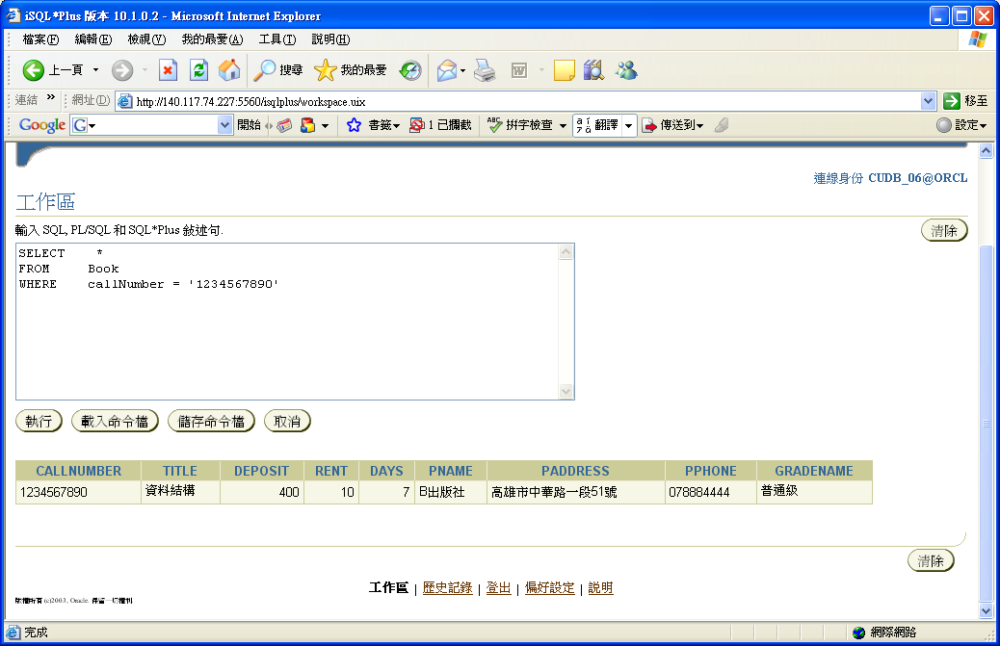 iSQL*Plus 版本 10.1.0.2 - Microsoft Internet Explorer
檔案(F) 編輯(E) 檢視(V) 我的最愛(A) 工具(T) 說明(H)
上一頁 搜尋 我的最愛
連結 » 網址(D) http://140.117.74.227:5560/isqlplus/workspace.uix 移至
Google G 開始 書籤 1 已攔截 ABC 拼字檢查 翻譯 傳送到 設定
連線身份 CUDB_06@ORCL
工作區
輸入 SQL, PL/SQL 和 SQL*Plus 敘述句.
清除
SELECT *
FROM Book
WHERE callNumber = '1234567890'
執行 載入命令檔 儲存命令檔 取消
CALLNUMBER TITLE DEPOSIT RENT DAYS PNAME PADDRESS PPHONE GRADENAME
1234567890 資料結構 400 10 7 B出版社 高雄市中華路一段51號 078884444 普通級
清除
工作區 | 歷史記錄 | 登出 | 偏好設定 | 說明
版權所有 (c)2003, Oracle. 保留一切權利.
完成 網際網路